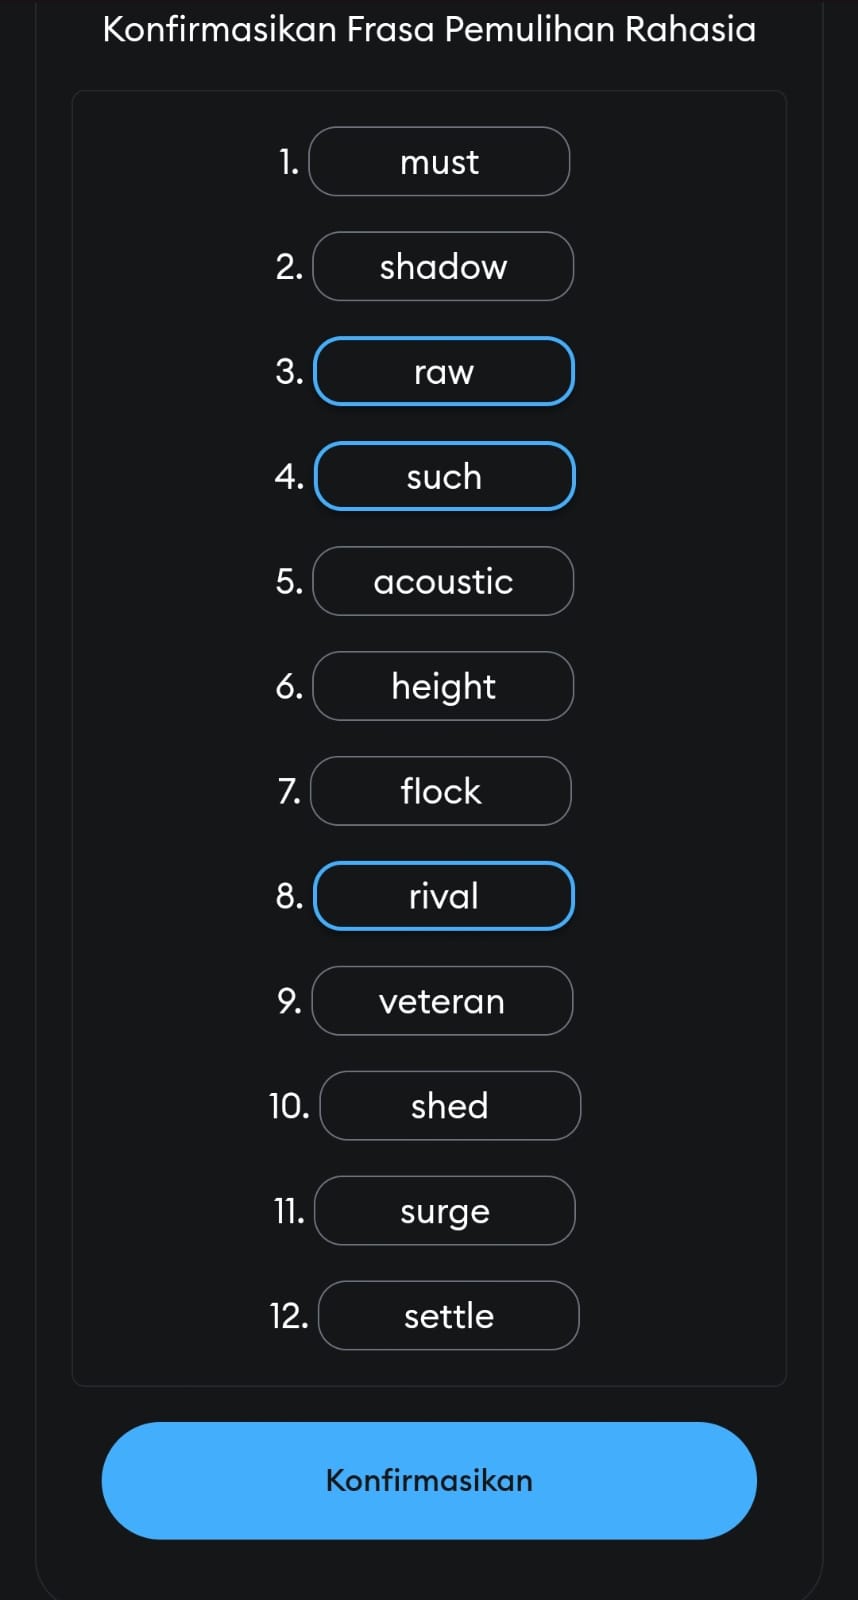 Konfirmasikan Frasa Pemulihan Rahasia
1. must
2. shadow
3. raw
4. such
5. acoustic
6. height
7. flock
8. rival
9. veteran
10. shed
11. surge
12. settle
Konfirmasikan